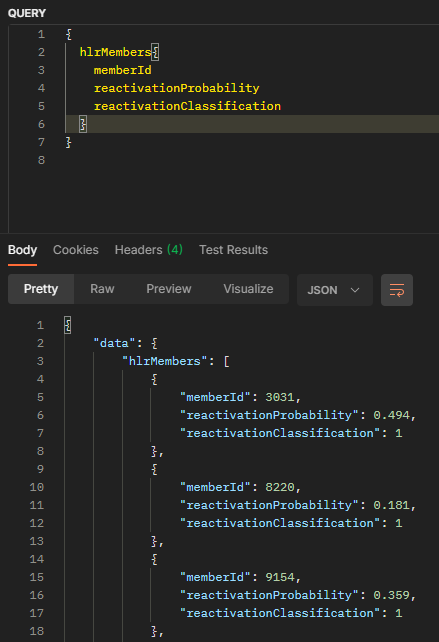 QUERY
1 {
2 hlrMembers{
3 memberId
4 reactivationProbability
5 reactivationClassification
6 }
7 }
8
Body Cookies Headers (4) Test Results
Pretty Raw Preview Visualize JSON
1 {
2 "data": {
3 "hlrMembers": [
4 {
5 "memberId": 3031,
6 "reactivationProbability": 0.494,
7 "reactivationClassification": 1
8 },
9 {
10 "memberId": 8220,
11 "reactivationProbability": 0.181,
12 "reactivationClassification": 1
13 },
14 {
15 "memberId": 9154,
16 "reactivationProbability": 0.359,
17 "reactivationClassification": 1
18 },